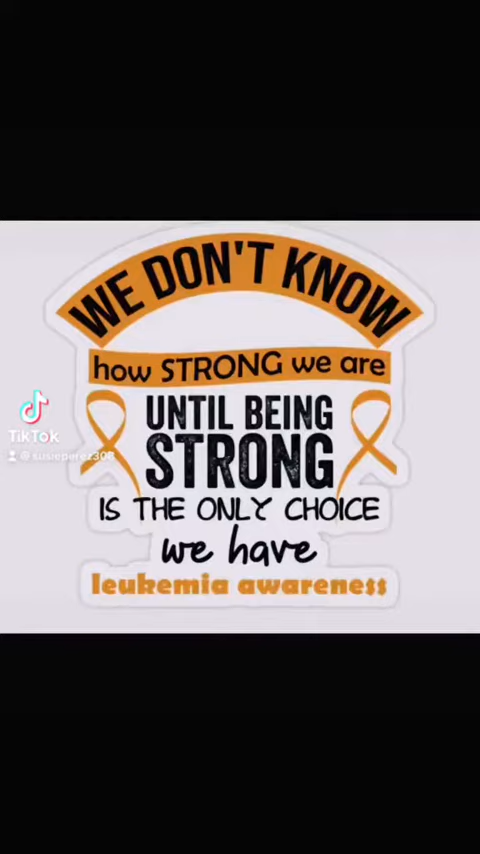 WE DON'T KNOW
how STRONG we are
UNTIL BEING
STRONG
IS THE ONLY CHOICE
we have
leukemia awareness
TikTok
@susieperez308